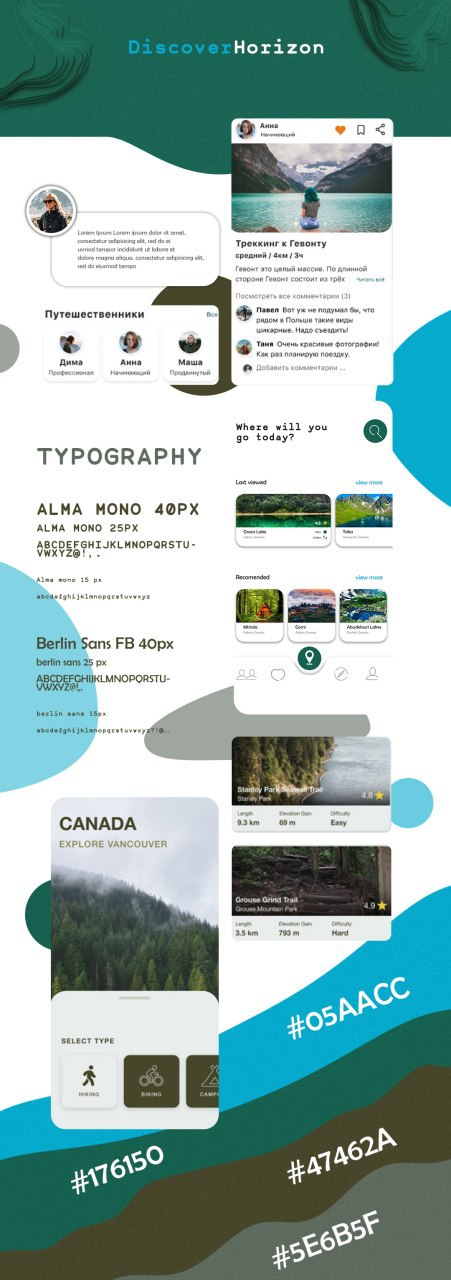 DiscoverHorizon
Анна
Начинающий
Lorem Ipsum Lorem ipsum dolor sit amet,
consectetur adipisicing elit, sed do ei
usmod tempor incididunt ut labore et
dolore magna aliqua. consectetur adipisicing elit,
sed do eiusmod tempo
Треккинг к Гевонту
средний / 4км / 3ч
Гевонт это целый массив. По длинной
стороне Гевонт состоит из трёх Читать всё
Посмотреть все комментарии (3)
Павел Вот уж не подумал бы, что
рядом в Польше такие виды
шикарные. Надо съездить!
Таня Очень красивые фотографии!
Как раз планирую поездку.
Добавить комментарии ...
Путешественники Все
Дима Анна Маша
Профессионал Начинающий Продвинутый
Where will you
go today?
TYPOGRAPHY
Last viewed view more
Green Lake
4.8
Toba
ALMA MONO 40PX
ALMA MONO 25PX
ABCDEFGHIJKLMNOPQRSTU-
VWXYZ@!,.
Alma mono 15 px
abcdefghijklmnopqrstuvwxyz
Recomended view more
Mtirala Gomi Abudelauri Lakes
Berlin Sans FB 40px
berlin sans 25 px
ABCDEFGHIJKLMNOPQRSTU-
VWXYZ@!,.
berlin sans 15px
abcdefghijklmnopqrstuvwxyz?!@.,
Stanley Park Seawall Trail
Stanley Park
4.8
Length Elevation Gain Difficulty
9.3 km 69 m Easy
Grouse Grind Trail
Grouse Mountain Park
4.9
Length Elevation Gain Difficulty
3.5 km 793 m Hard
CANADA
EXPLORE VANCOUVER
SELECT TYPE
HIKING BIKING CAMPI
#05AACC
#176150
#47462A
#5E6B5F